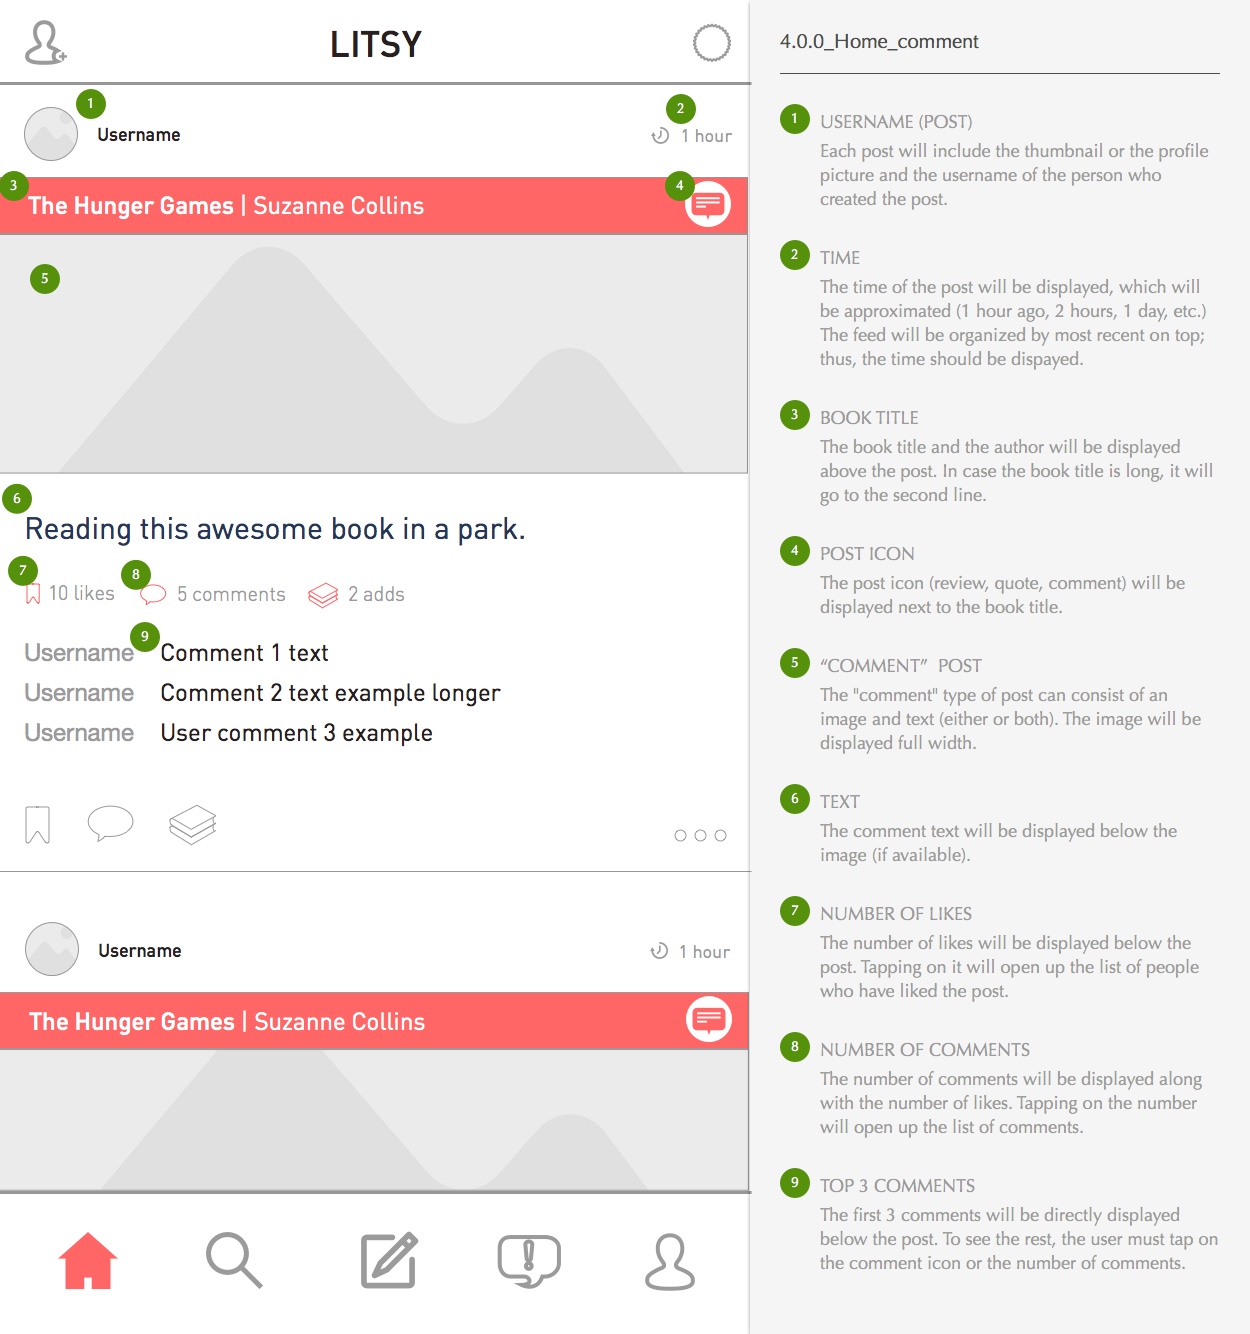 LITSY
1
Username
2
1 hour
3
The Hunger Games | Suzanne Collins
4
5
6
Reading this awesome book in a park.
7
10 likes
8
5 comments
2 adds
9
Username Comment 1 text
Username Comment 2 text example longer
Username User comment 3 example
Username
1 hour
The Hunger Games | Suzanne Collins
4.0.0_Home_comment
1 USERNAME (POST)
Each post will include the thumbnail or the profile
picture and the username of the person who
created the post.
2 TIME
The time of the post will be displayed, which will
be approximated (1 hour ago, 2 hours, 1 day, etc.)
The feed will be organized by most recent on top;
thus, the time should be dispayed.
3 BOOK TITLE
The book title and the author will be displayed
above the post. In case the book title is long, it will
go to the second line.
4 POST ICON
The post icon (review, quote, comment) will be
displayed next to the book title.
5 “COMMENT” POST
The "comment" type of post can consist of an
image and text (either or both). The image will be
displayed full width.
6 TEXT
The comment text will be displayed below the
image (if available).
7 NUMBER OF LIKES
The number of likes will be displayed below the
post. Tapping on it will open up the list of people
who have liked the post.
8 NUMBER OF COMMENTS
The number of comments will be displayed along
with the number of likes. Tapping on the number
will open up the list of comments.
9 TOP 3 COMMENTS
The first 3 comments will be directly displayed
below the post. To see the rest, the user must tap on
the comment icon or the number of comments.